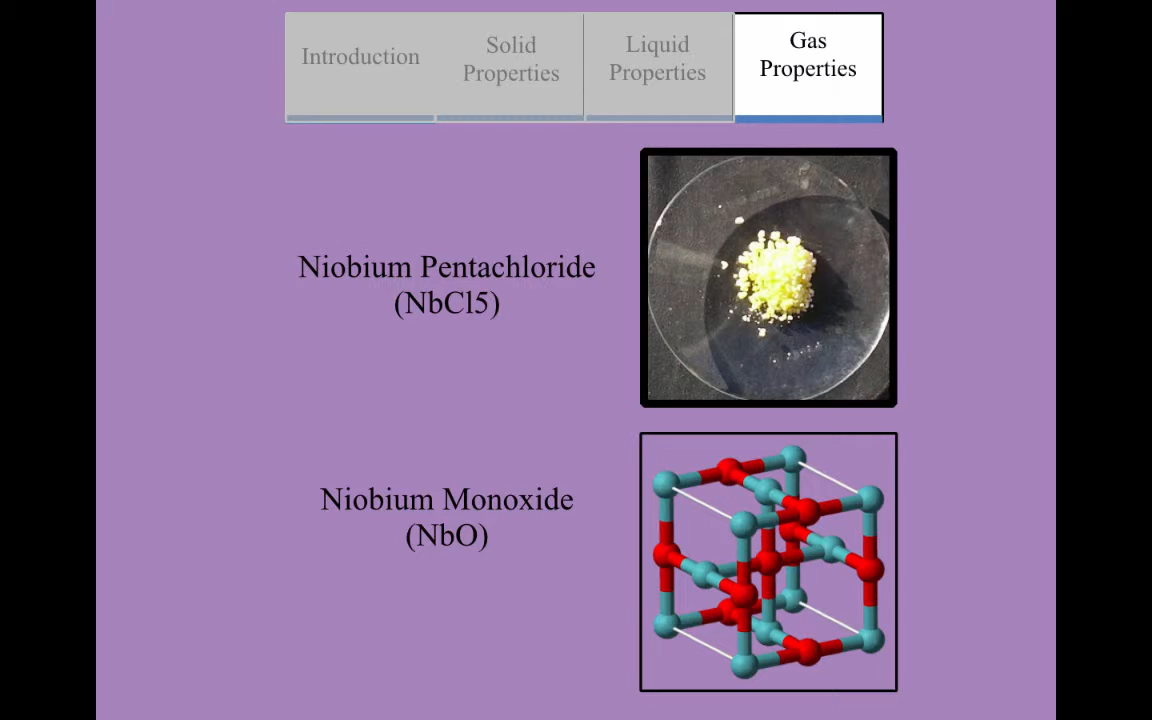 Introduction
Solid
Properties
Liquid
Properties
Gas
Properties
Niobium Pentachloride
(NbCl5)
Niobium Monoxide
(NbO)